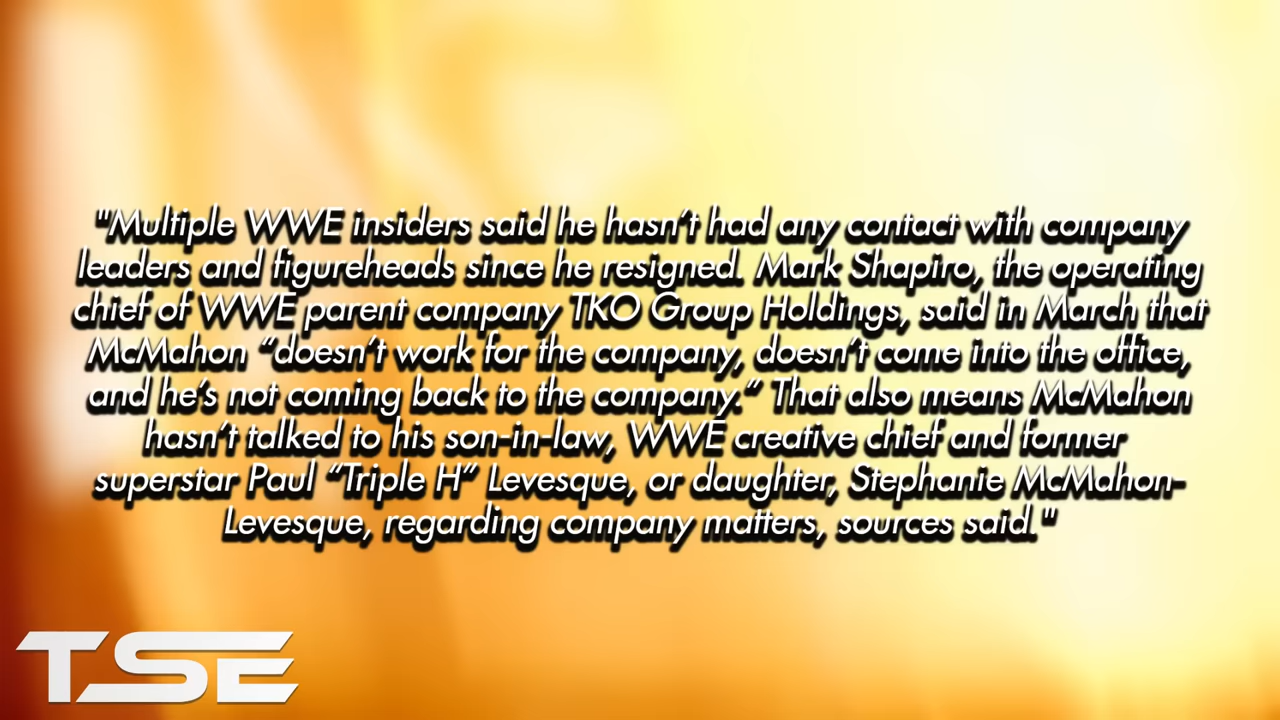 "Multiple WWE insiders said he hasn’t had any contact with company
leaders and figureheads since he resigned. Mark Shapiro, the operating
chief of WWE parent company TKO Group Holdings, said in March that
McMahon “doesn’t work for the company, doesn’t come into the office,
and he’s not coming back to the company.” That also means McMahon
hasn’t talked to his son-in-law, WWE creative chief and former
superstar Paul “Triple H” Levesque, or daughter, Stephanie McMahon-
Levesque, regarding company matters, sources said."
TSE